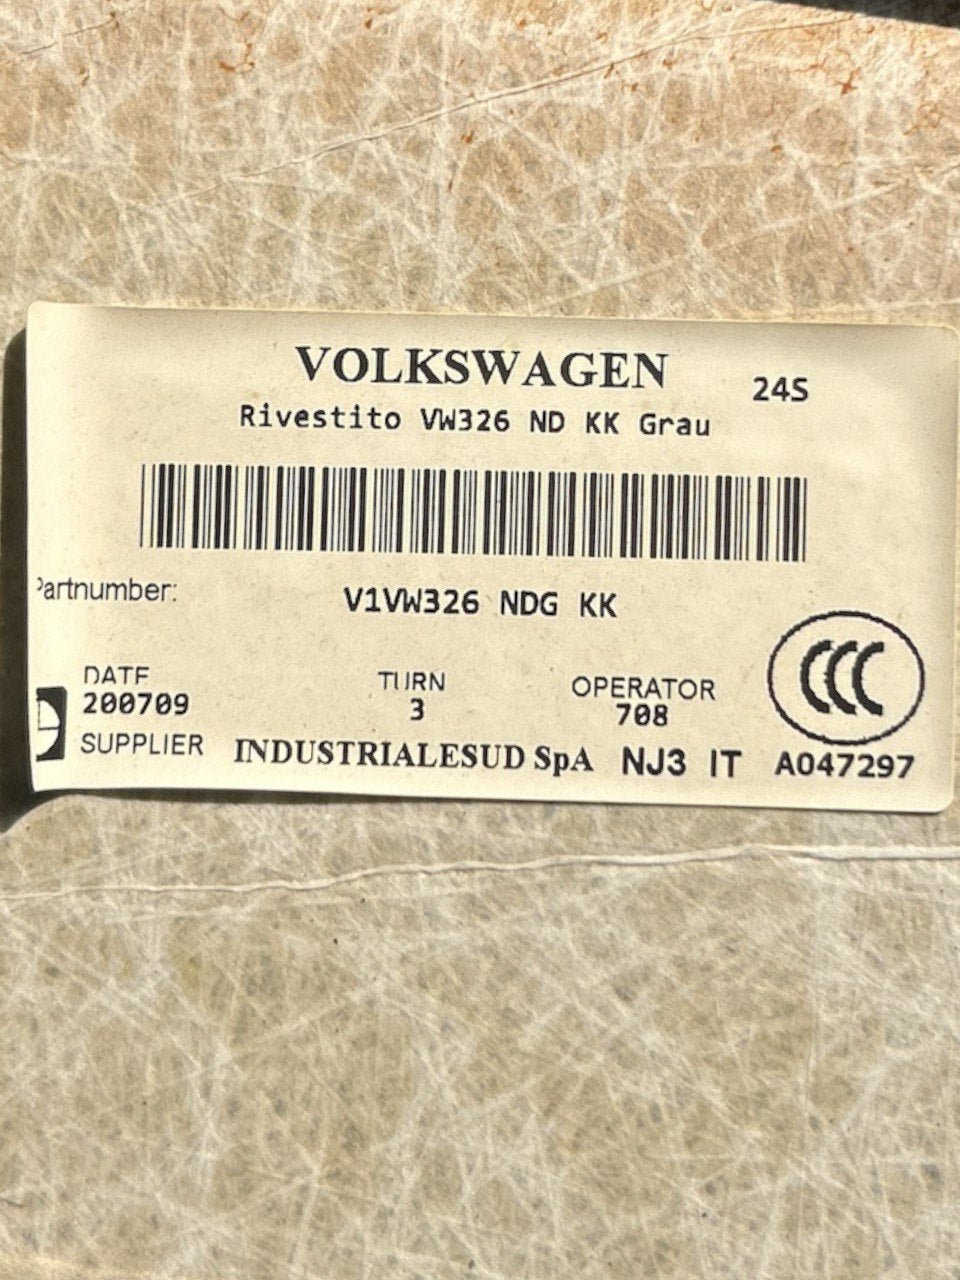 VOLKSWAGEN 24S
Rivestito VW326 ND KK Grau
Partnumber: V1VW326 NDG KK
DATE TURN OPERATOR
200709 3 708
CCC
SUPPLIER INDUSTRIALESUD SpA NJ3 IT A047297